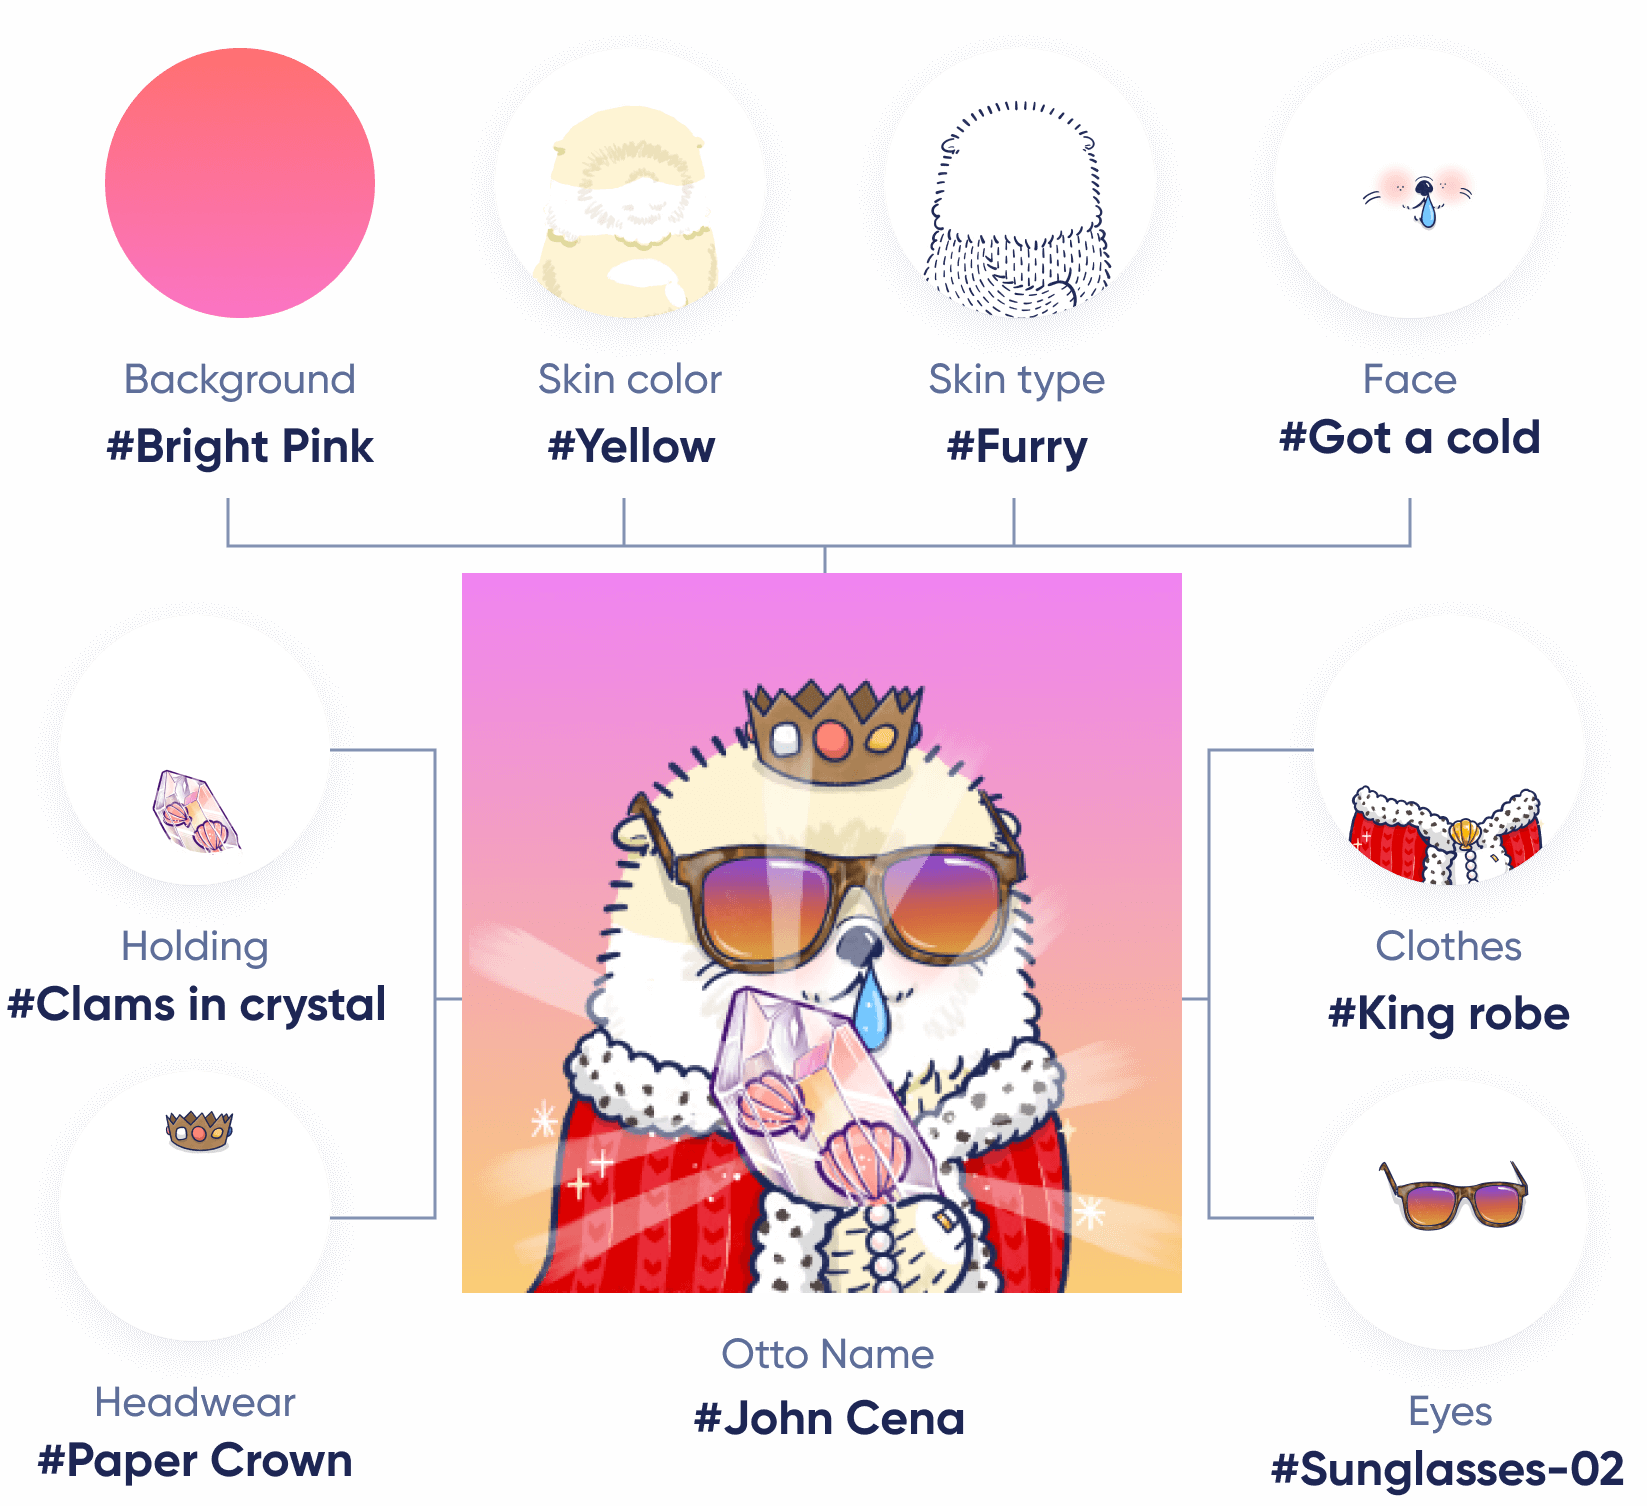 Background
#Bright Pink
Skin color
#Yellow
Skin type
#Furry
Face
#Got a cold
Holding
#Clams in crystal
Clothes
#King robe
Headwear
#Paper Crown
Otto Name
#John Cena
Eyes
#Sunglasses-02